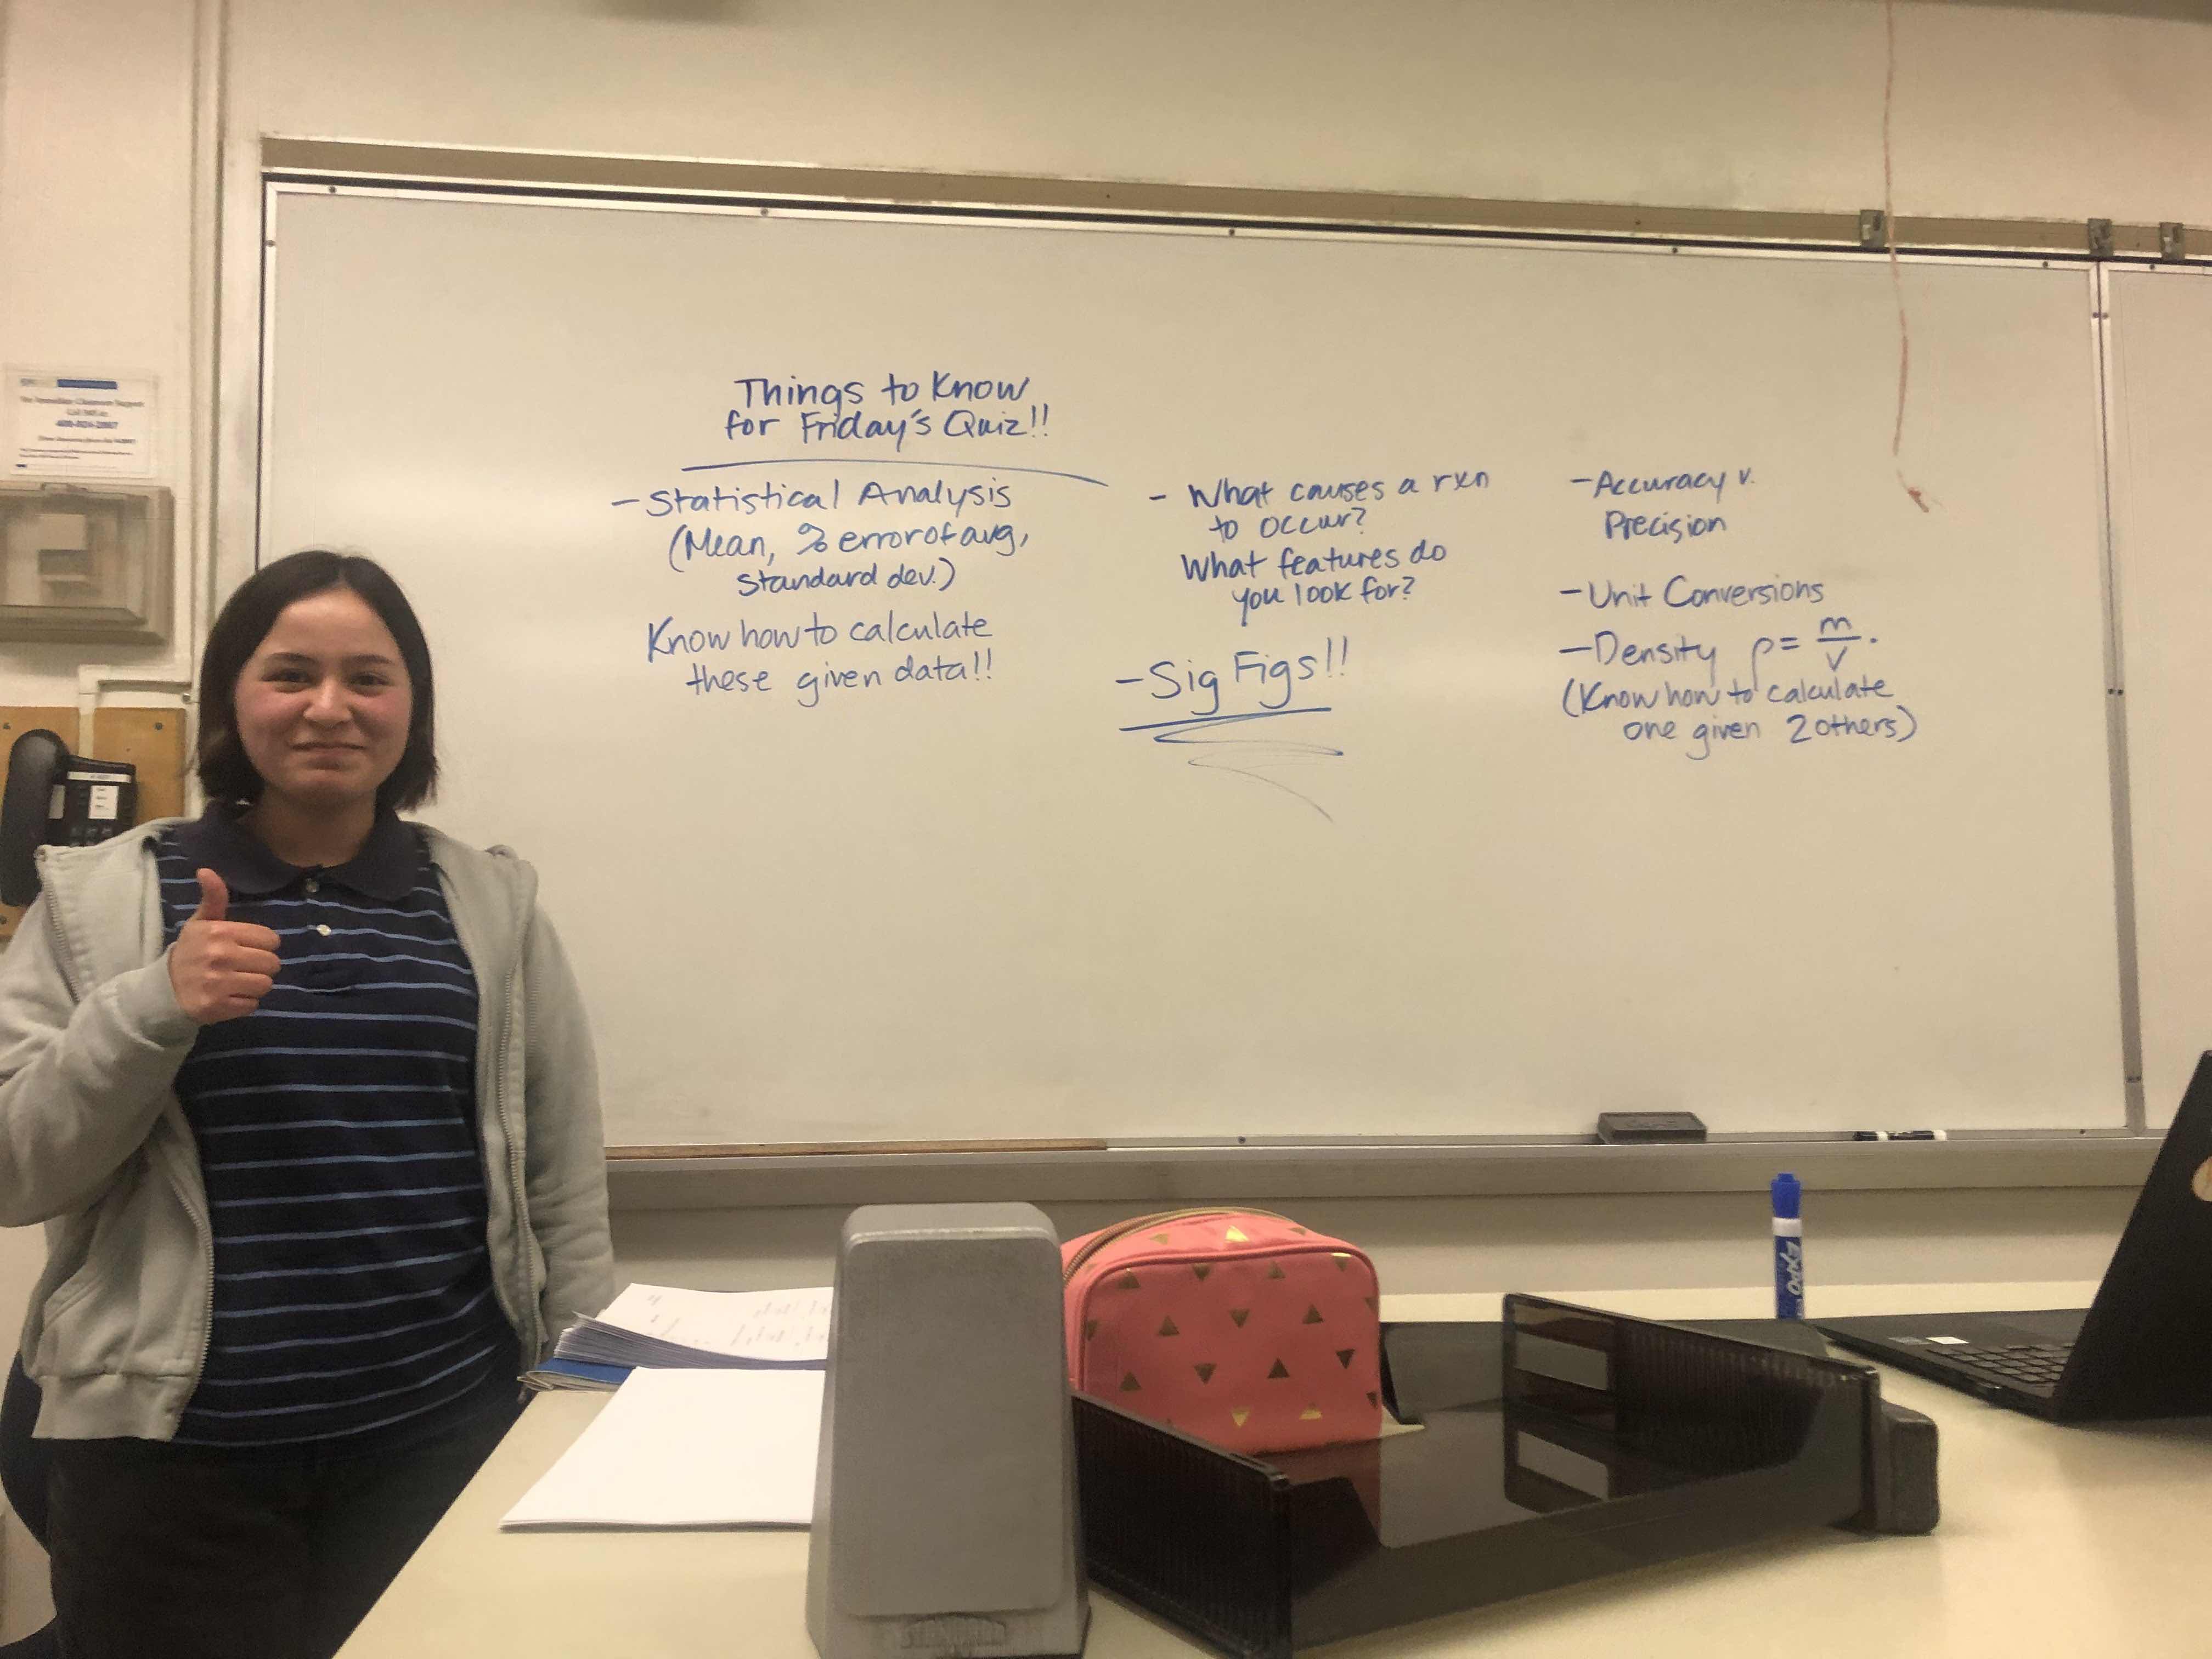 Things to Know
for Friday's Quiz!!
- Statistical Analysis
(Mean, % error of avg,
standard dev.)
Know how to calculate
these given data!!
- What causes a rxn
to occur?
What features do
you look for?
- Sig Figs!!
- Accuracy v.
Precision
- Unit Conversions
- Density ρ = m/V.
(Know how to calculate
one given 2 others)
EXPO
STANDARD